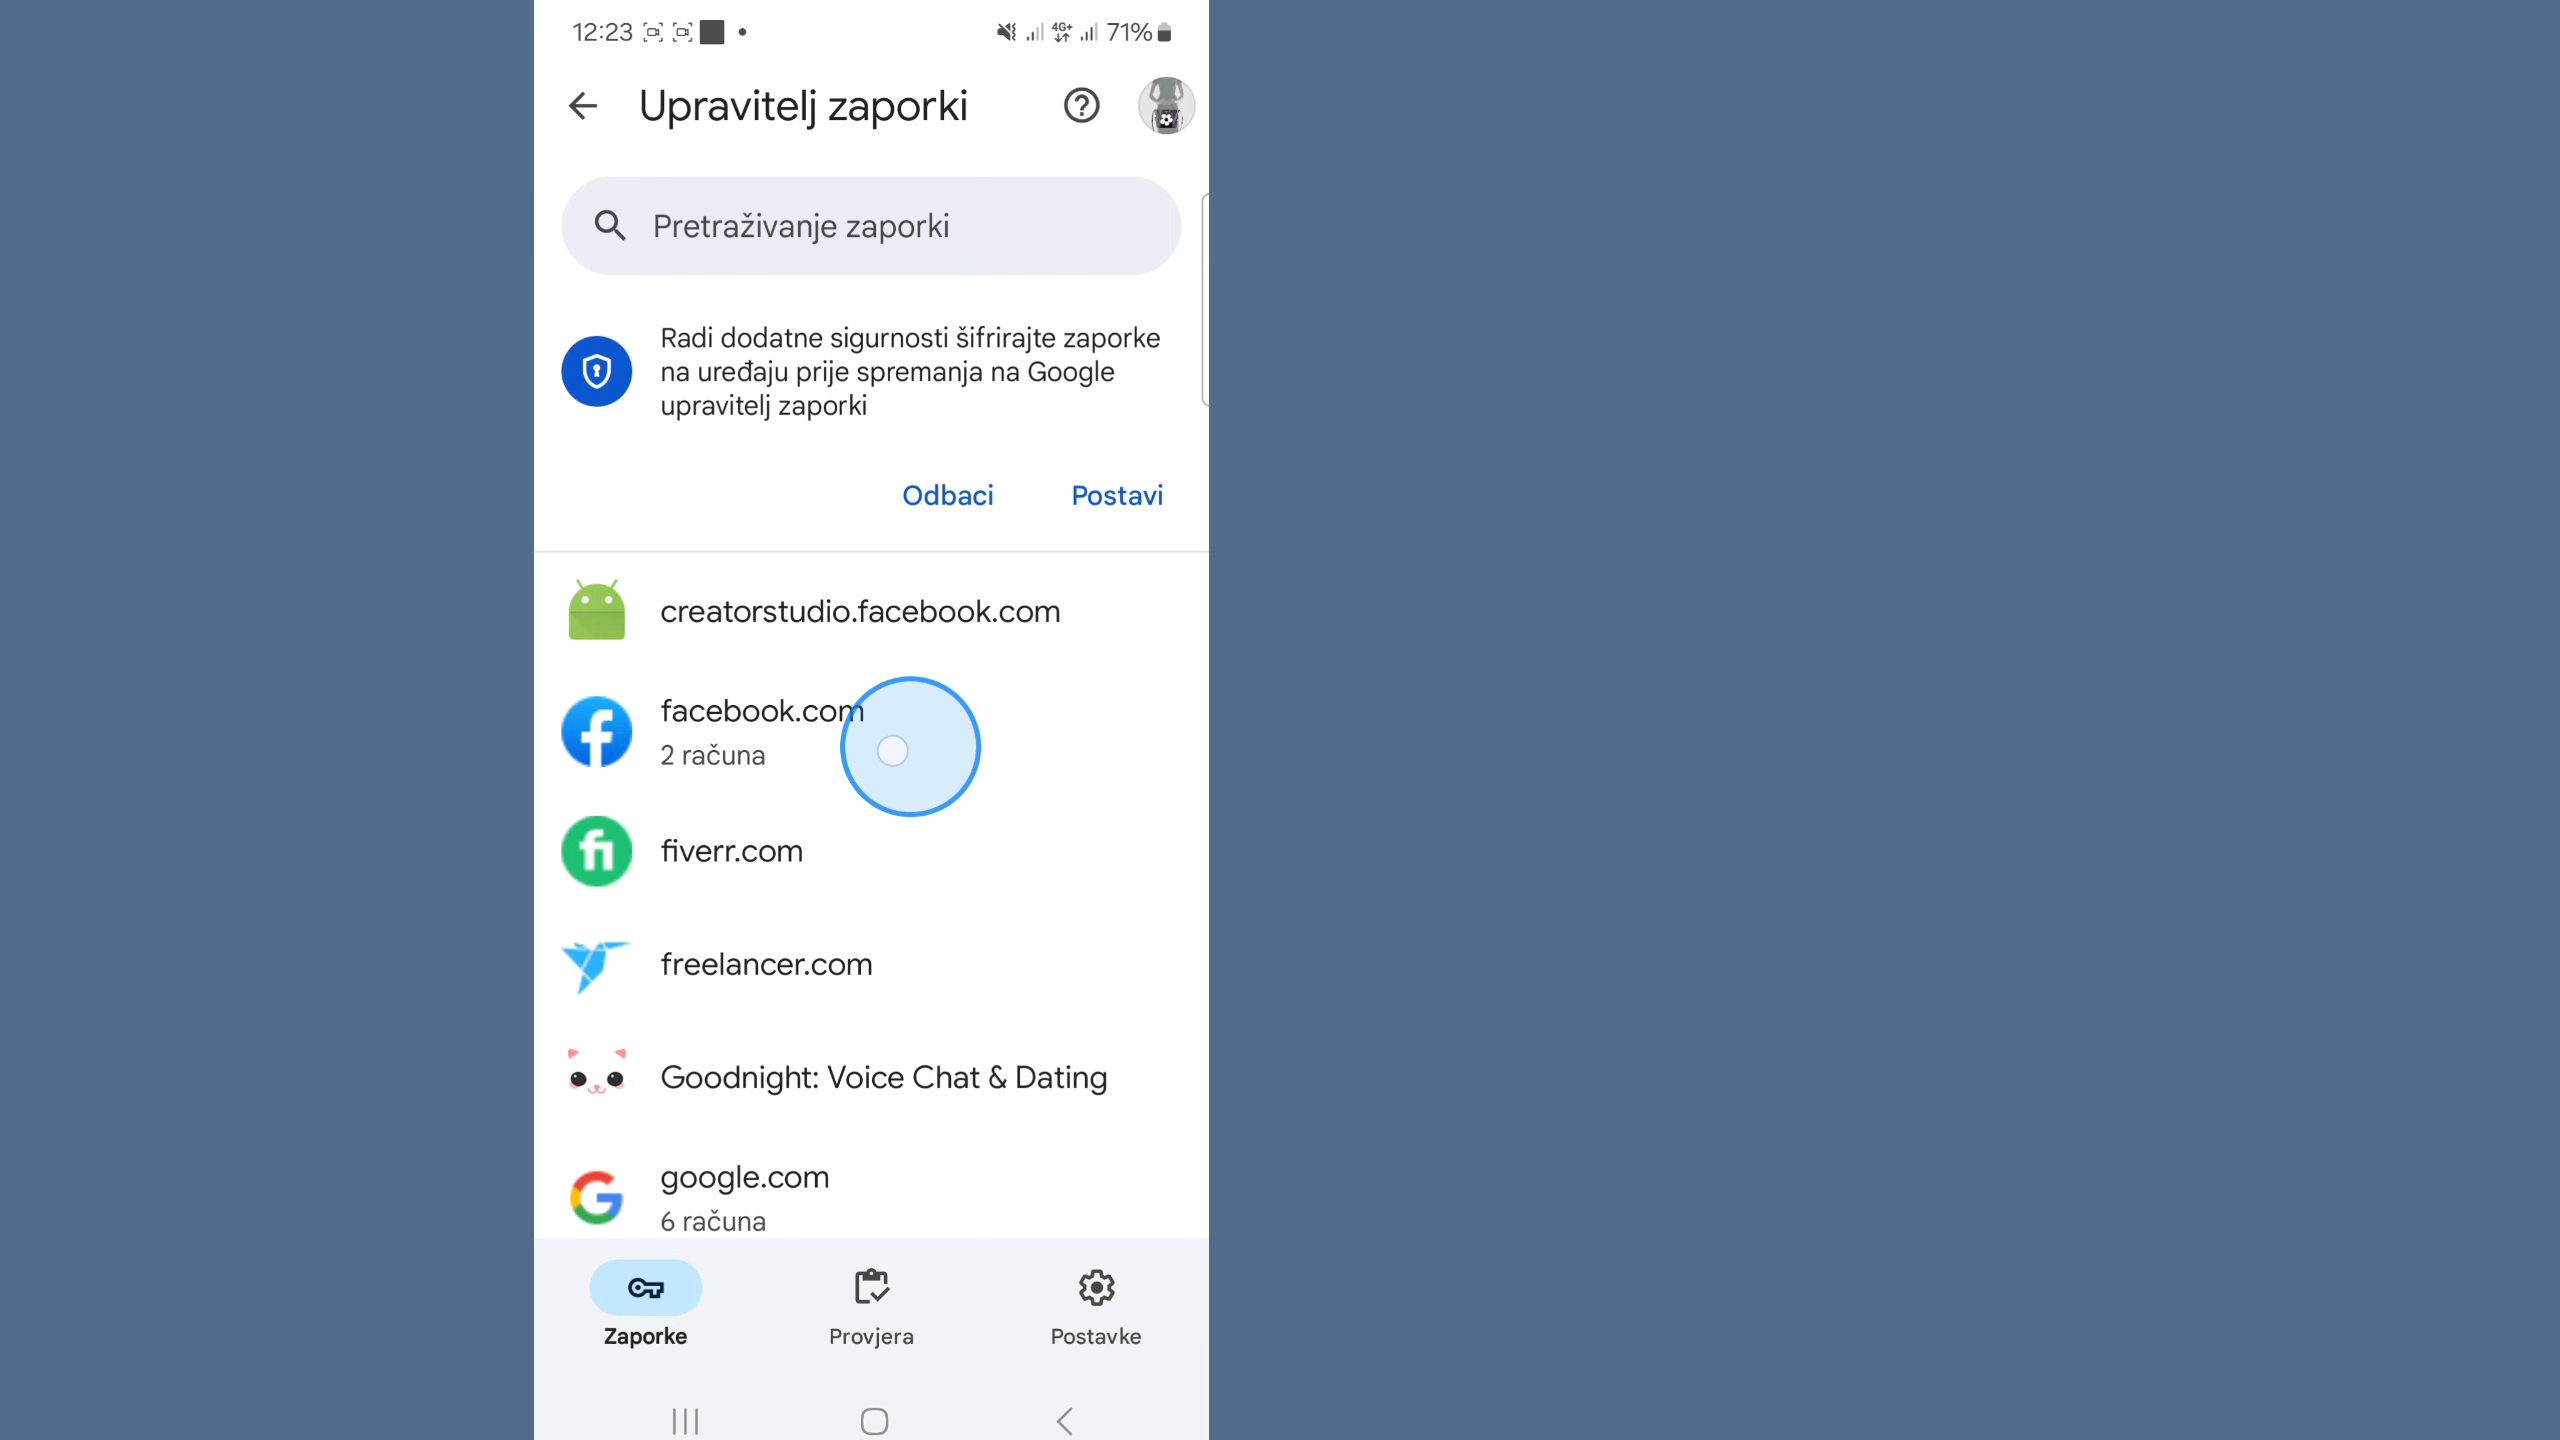 12:23
4G+
71%
Upravitelj zaporki
Pretraživanje zaporki
Radi dodatne sigurnosti šifrirajte zaporke
na uređaju prije spremanja na Google
upravitelj zaporki
Odbaci
Postavi
creatorstudio.facebook.com
facebook.com
2 računa
fiverr.com
freelancer.com
Goodnight: Voice Chat & Dating
google.com
6 računa
Zaporke
Provjera
Postavke